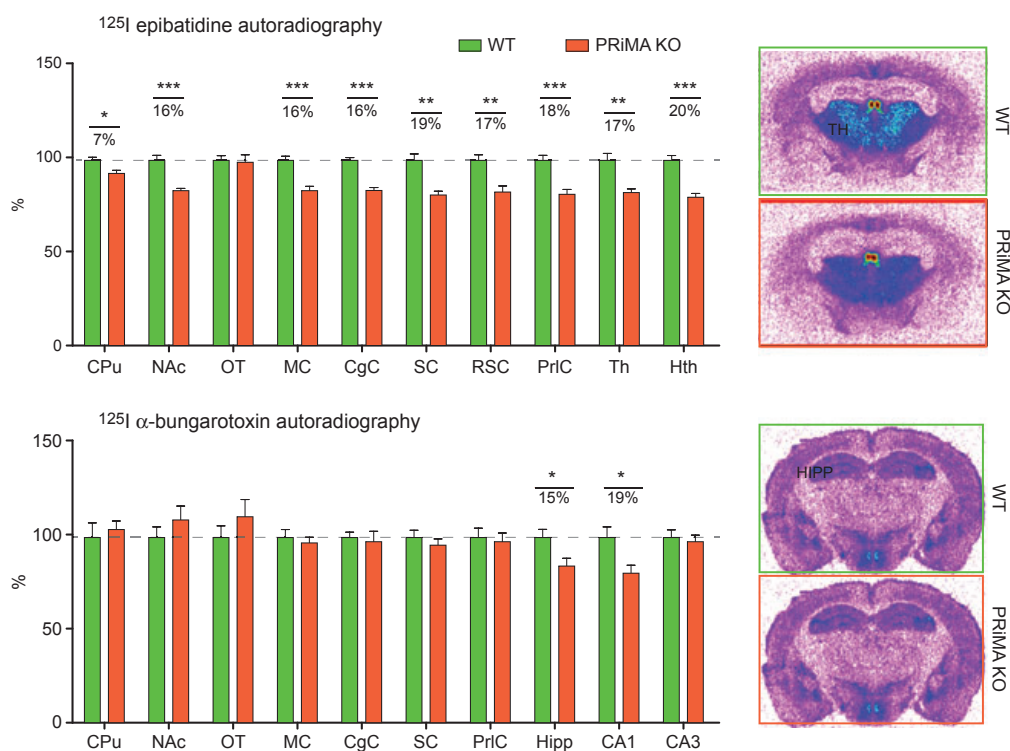 ¹²⁵I epibatidine autoradiography
WT PRiMA KO
150
100
50
0
%
* *** *** *** ** ** *** ** ***
7% 16% 16% 16% 19% 17% 18% 17% 20%
CPu NAc OT MC CgC SC RSC PrlC Th Hth
TH
WT
PRiMA KO
¹²⁵I α-bungarotoxin autoradiography
150
100
50
0
%
* *
15% 19%
CPu NAc OT MC CgC SC PrlC Hipp CA1 CA3
HIPP
WT
PRiMA KO